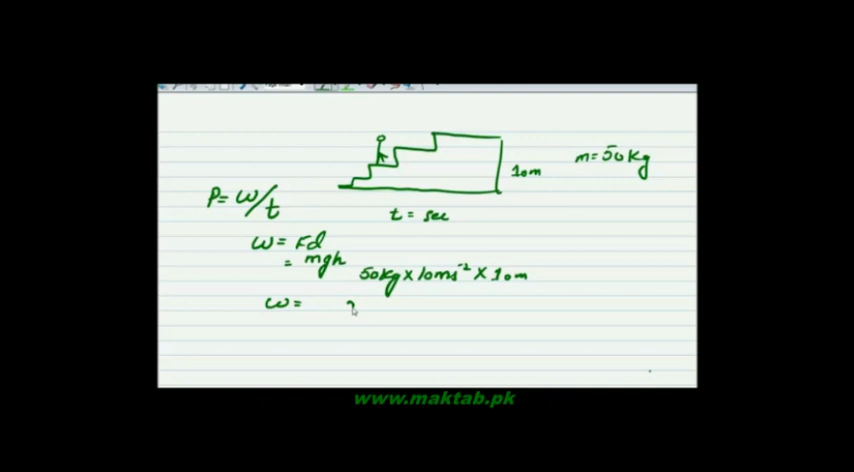 10m
m=50kg
P= W/t
t = sec
W= Fd
= mgh
50kg x 10ms⁻² x 10m
W=
www.maktab.pk